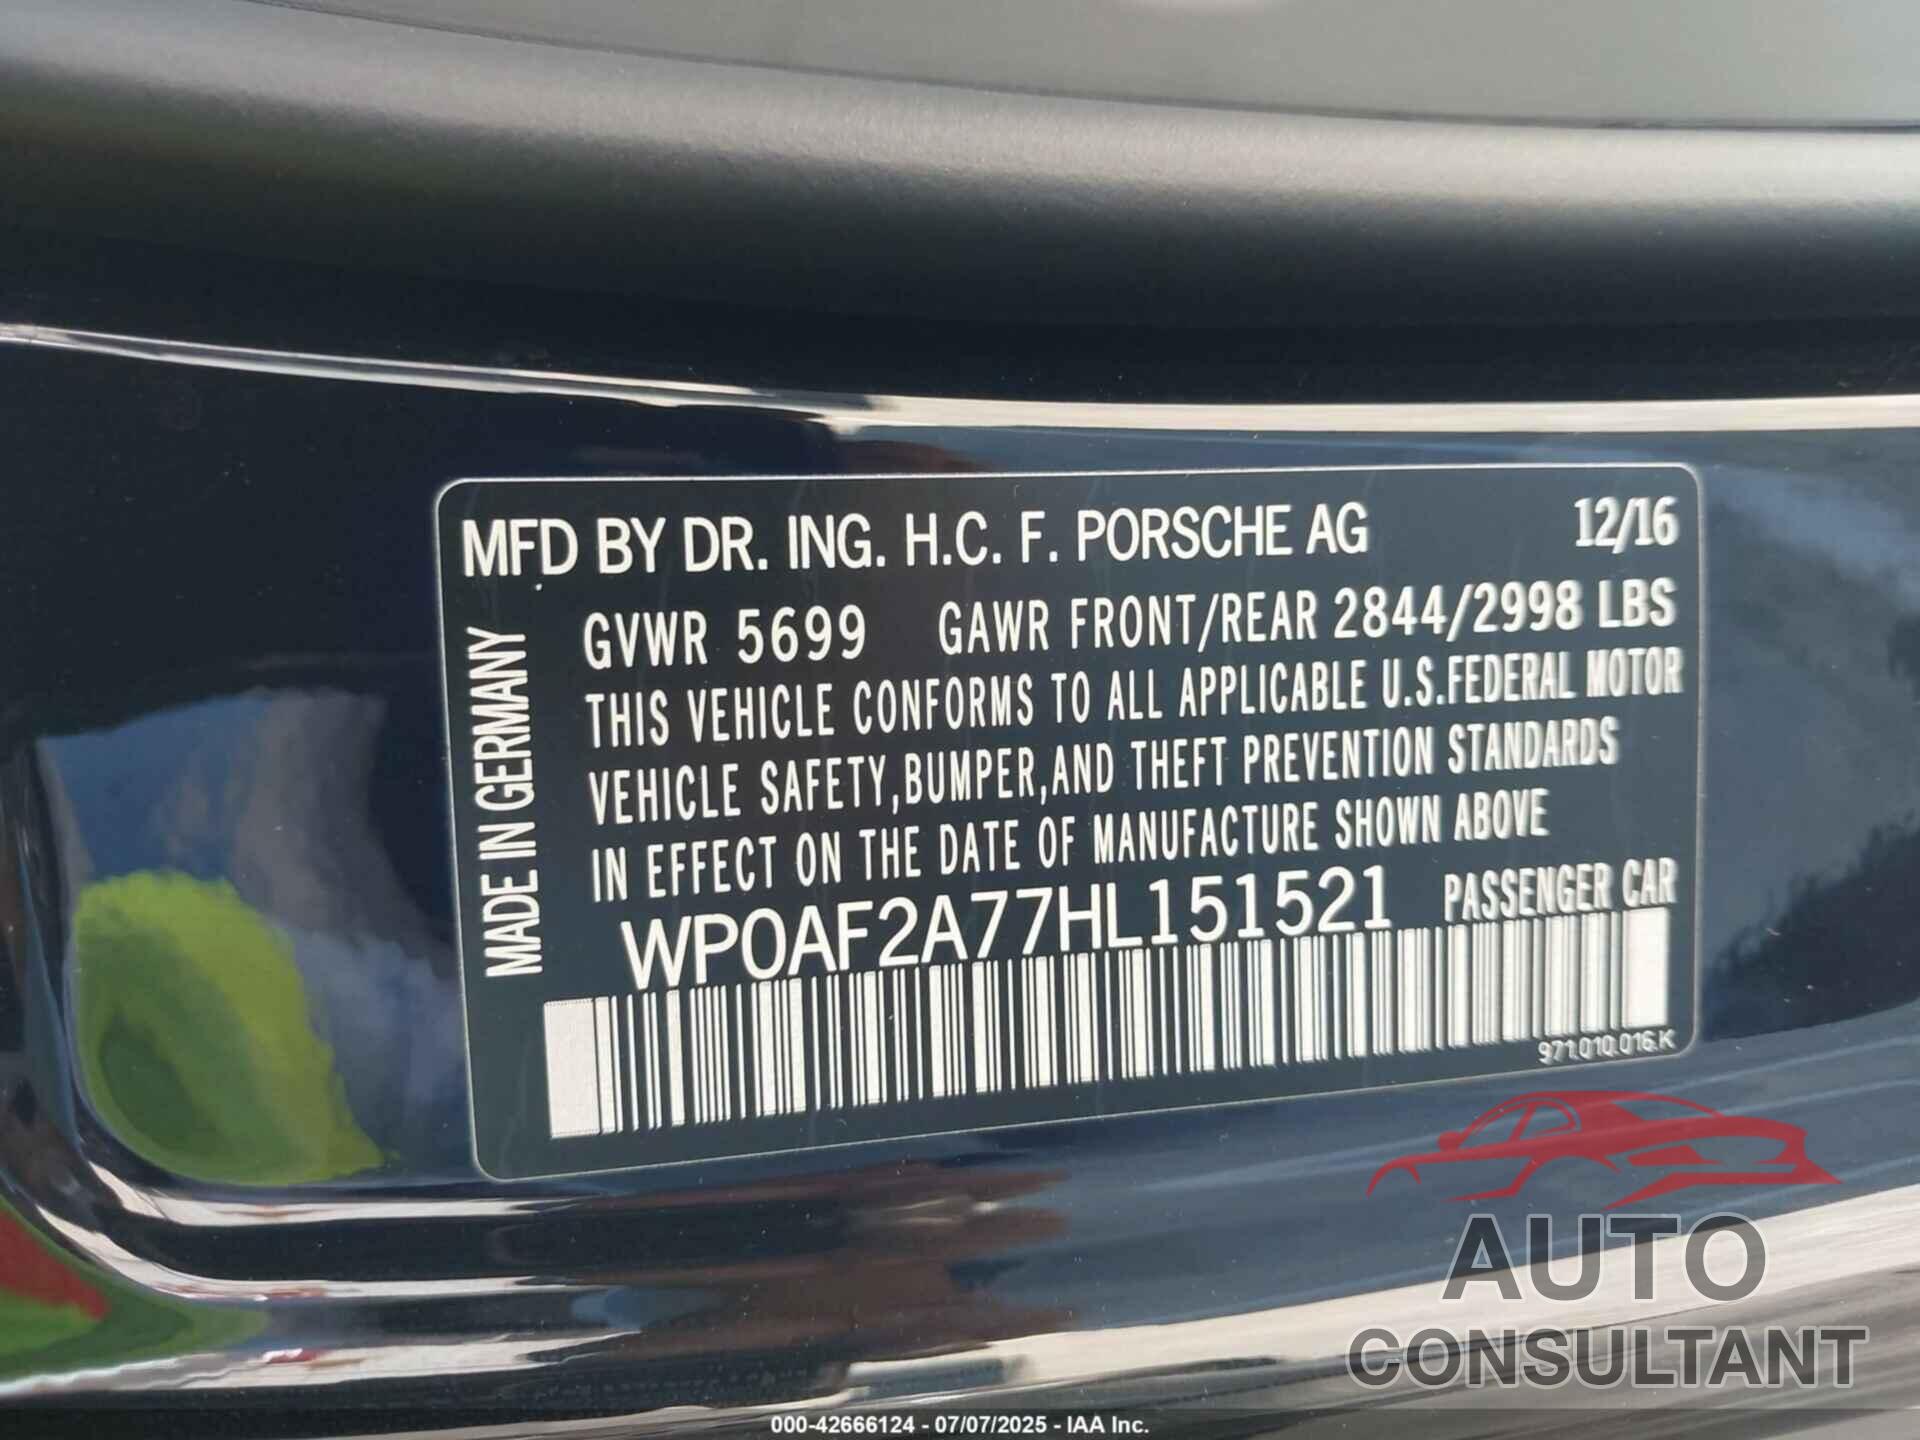 MFD BY DR. ING. H.C. F. PORSCHE AG 12/16
GVWR 5699 GAWR FRONT/REAR 2844/2998 LBS
THIS VEHICLE CONFORMS TO ALL APPLICABLE U.S.FEDERAL MOTOR
VEHICLE SAFETY,BUMPER,AND THEFT PREVENTION STANDARDS
IN EFFECT ON THE DATE OF MANUFACTURE SHOWN ABOVE
WP0AF2A77HL151521 PASSENGER CAR
MADE IN GERMANY
971.010.016.K
AUTO
CONSULTANT
000-42666124 - 07/07/2025 - IAA Inc.